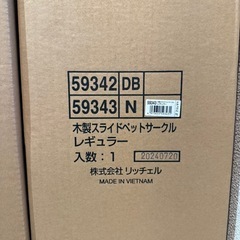 59342 DB
59343 N
木製スライドペットサークル
レギュラー
入数：1 20240720
株式会社 リッチェル
MADE IN VIETNAM